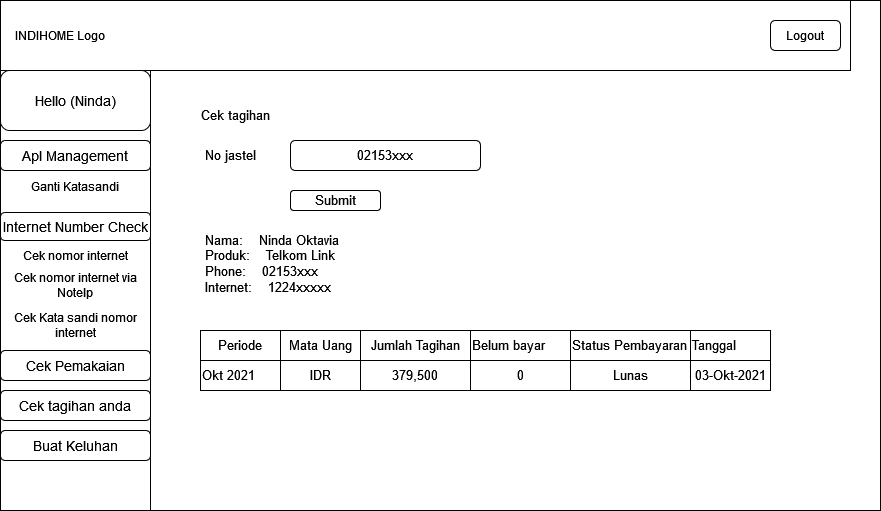 INDIHOME Logo
Logout
Hello (Ninda)
ApI Management
Ganti Katasandi
Internet Number Check
Cek nomor internet
Cek nomor internet via
Notelp
Cek Kata sandi nomor
internet
Cek Pemakaian
Cek tagihan anda
Buat Keluhan
Cek tagihan
No jastel 02153xxx
Submit
Nama: Ninda Oktavia
Produk: Telkom Link
Phone: 02153xxx
Internet: 1224xxxxx
Periode Mata Uang Jumlah Tagihan Belum bayar Status Pembayaran Tanggal
Okt 2021 IDR 379,500 0 Lunas 03-Okt-2021